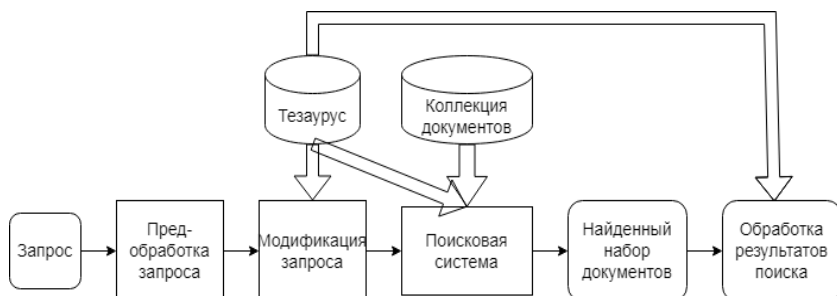 Тезаурус
Коллекция
документов
Запрос
Пред-
обработка
запроса
Модификация
запроса
Поисковая
система
Найденный
набор
документов
Обработка
результатов
поиска